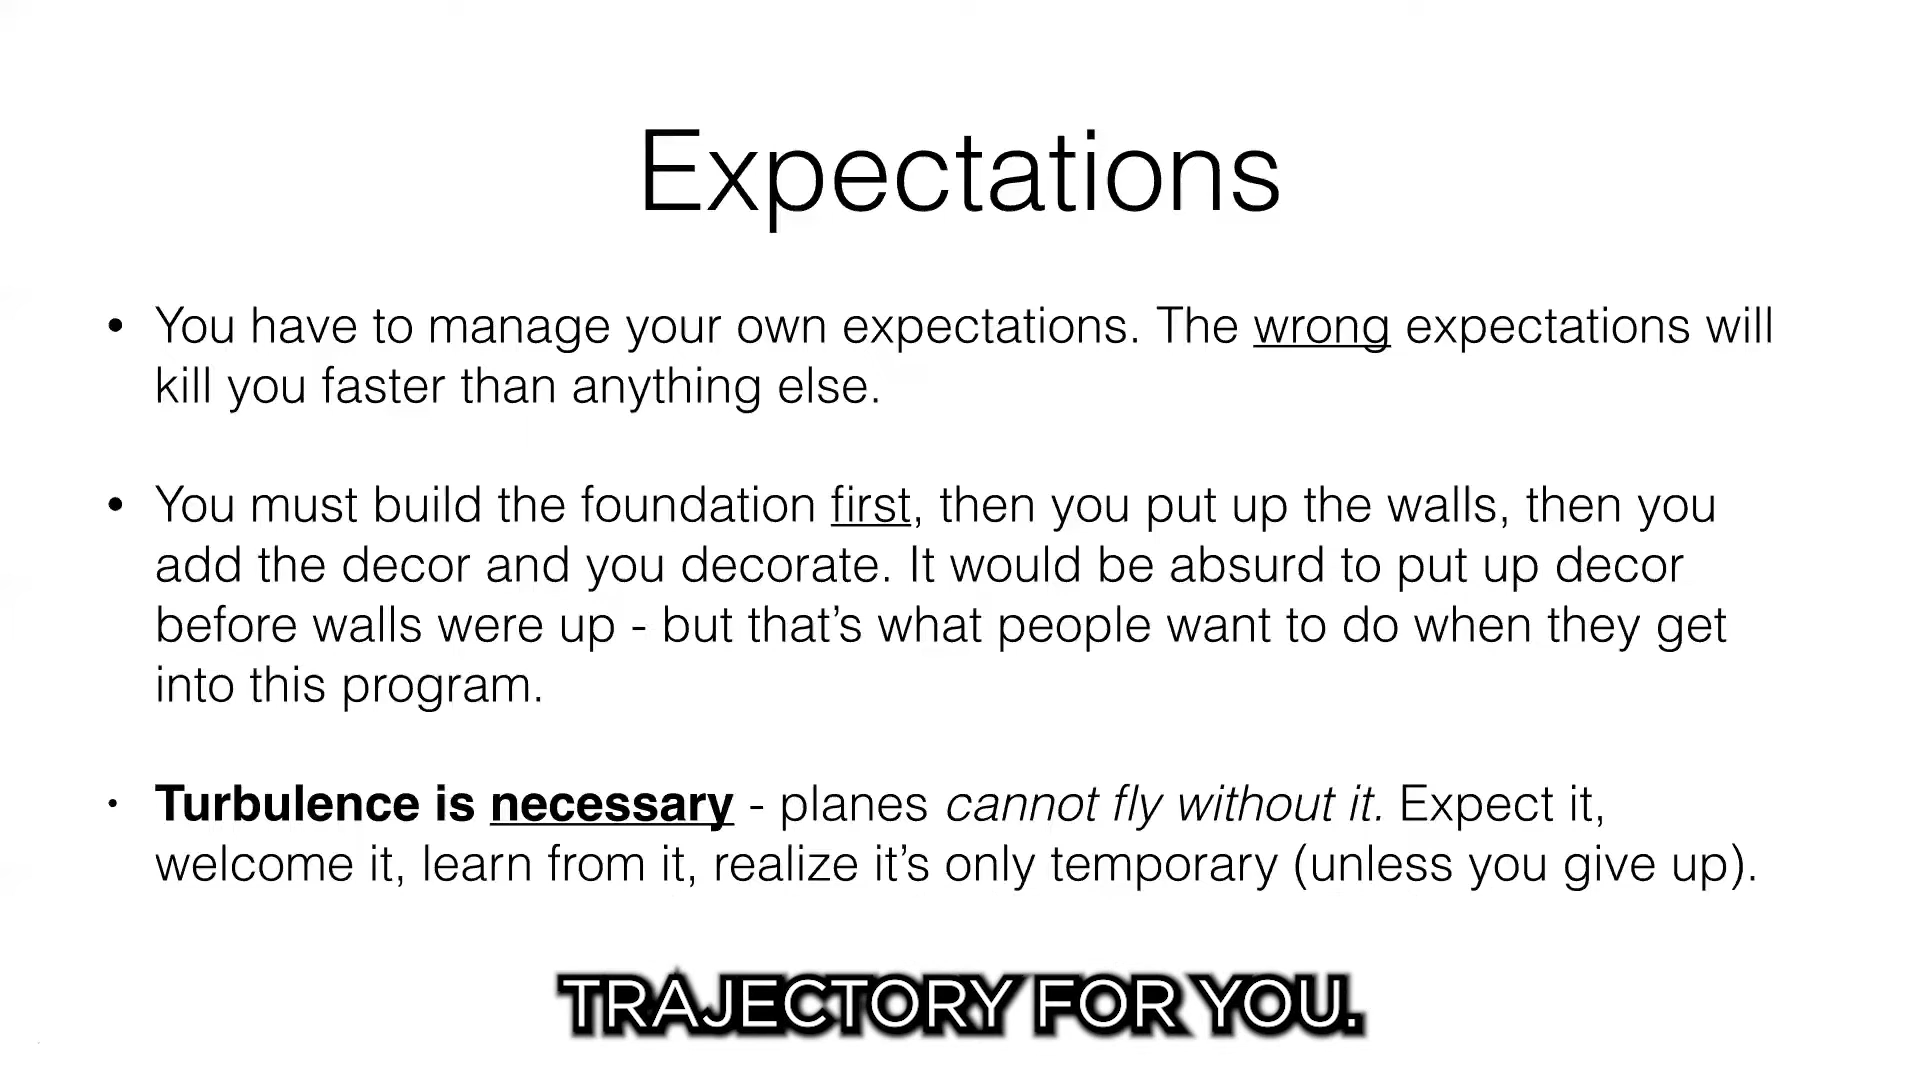 Expectations
• You have to manage your own expectations. The wrong expectations will
kill you faster than anything else.
• You must build the foundation first, then you put up the walls, then you
add the decor and you decorate. It would be absurd to put up decor
before walls were up - but that’s what people want to do when they get
into this program.
• Turbulence is necessary - planes cannot fly without it. Expect it,
welcome it, learn from it, realize it’s only temporary (unless you give up).
TRAJECTORY FOR YOU.